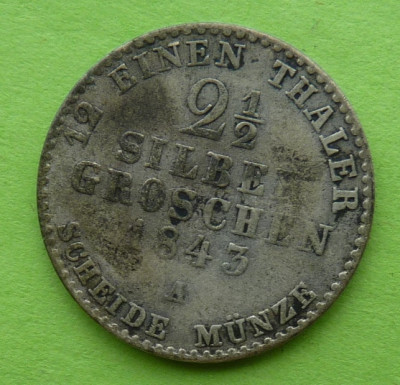 12 EINEN THALER
2 1/2
SILBER
GROSCHEN
1843
A
SCHEIDE MÜNZE